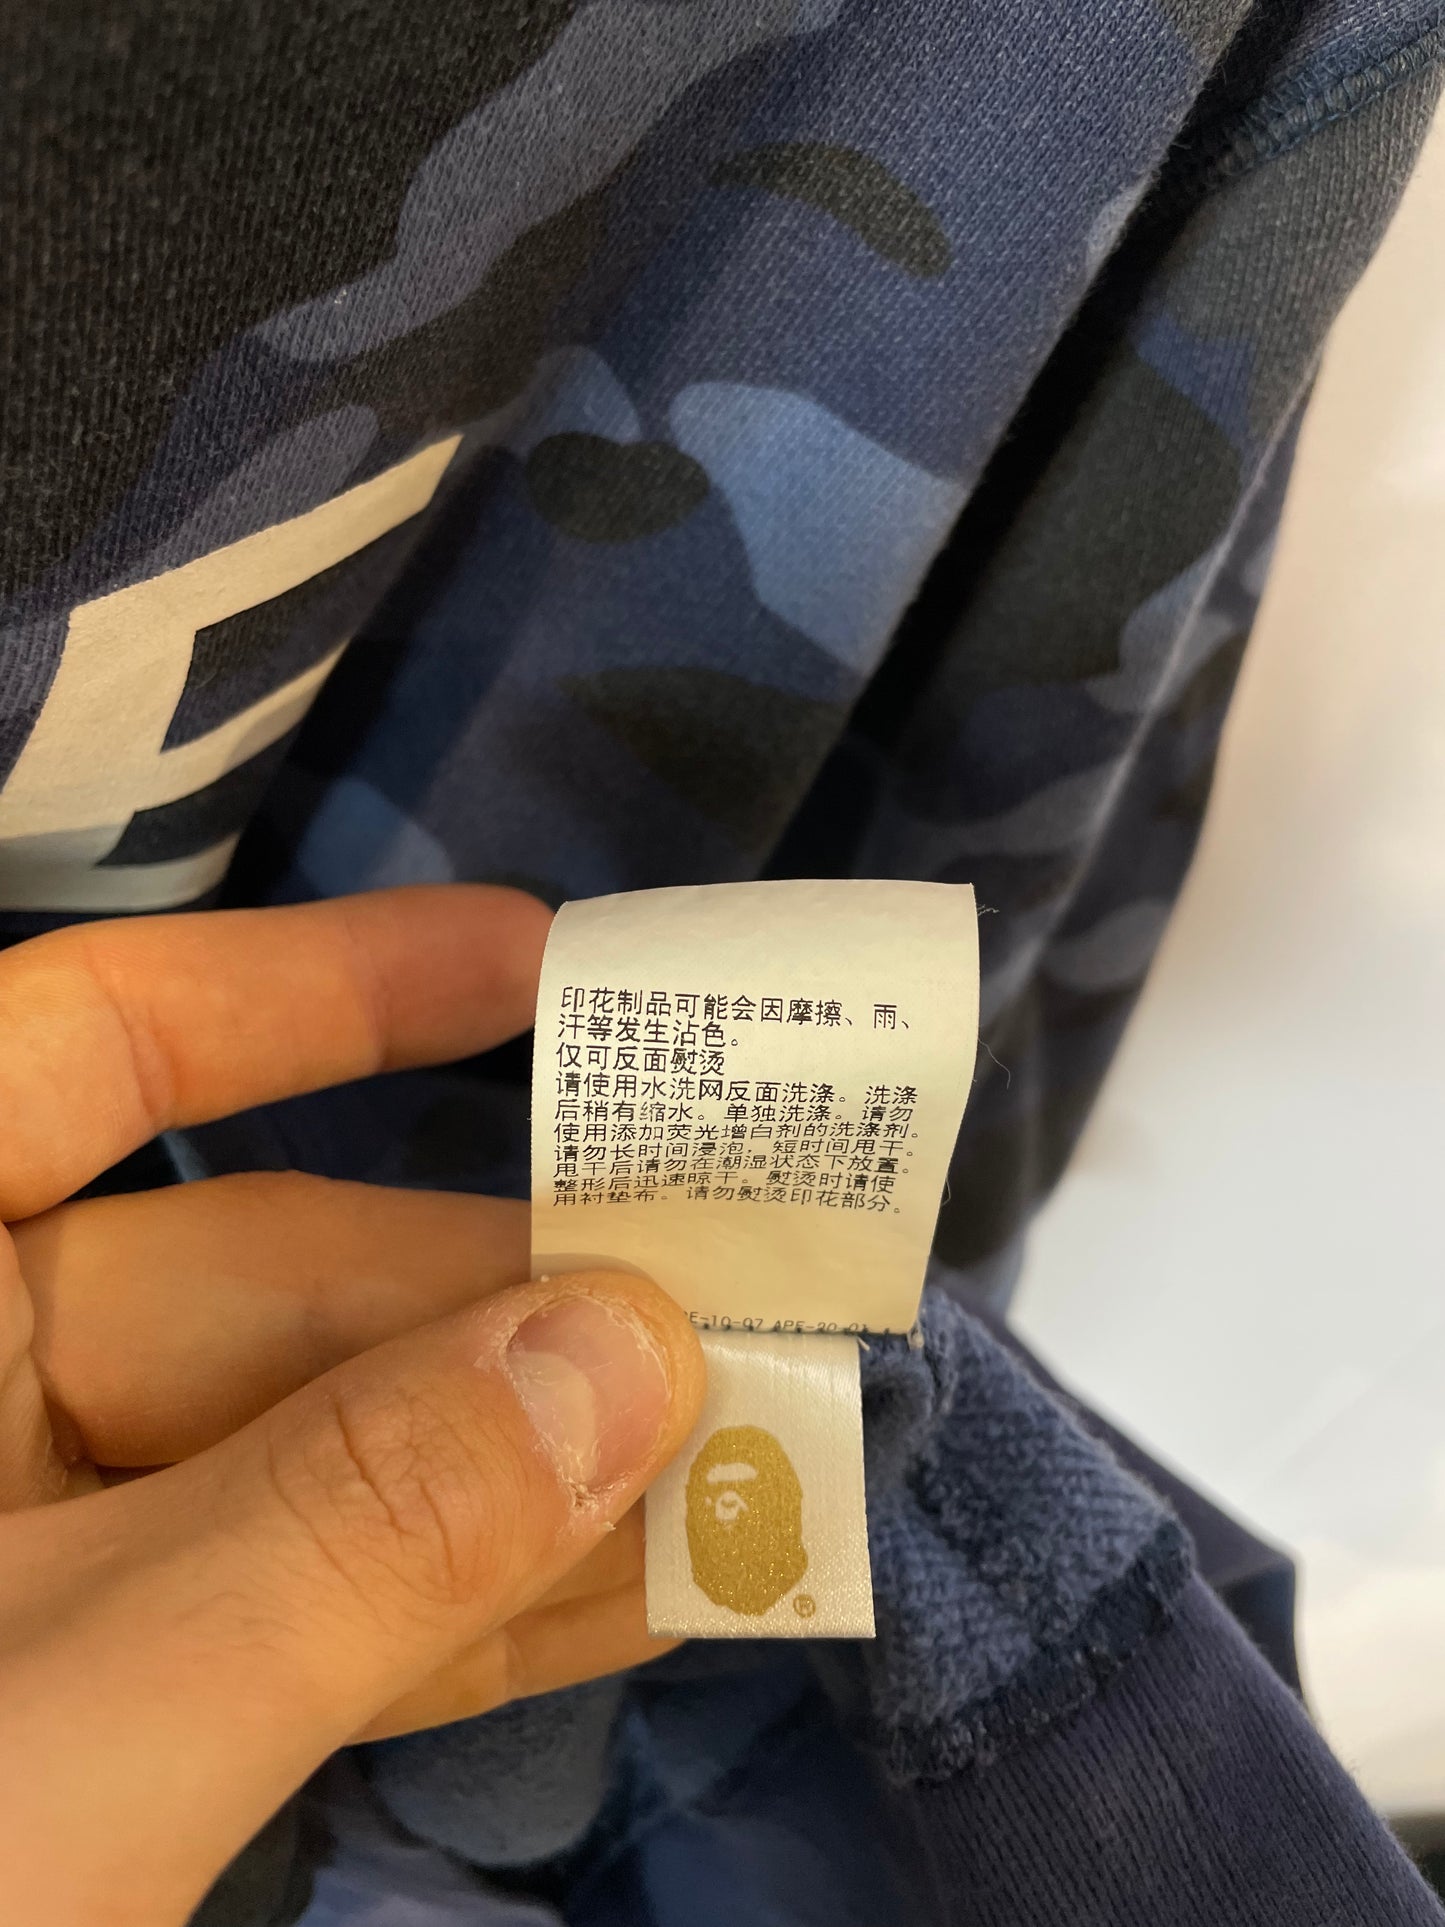 印花制品可能会因摩擦、雨、
汗等发生沾色。
仅可反面熨烫
请使用水洗网反面洗涤。洗涤
后稍有缩水。单独洗涤。请勿
使用添加荧光增白剂的洗涤剂。
请勿长时间浸泡，短时间甩干。
甩干后请勿在潮湿状态下放置。
整形后迅速晾干。熨烫时请使
用衬垫布。请勿熨烫印花部分。
E-10-07 APE-20-01
®